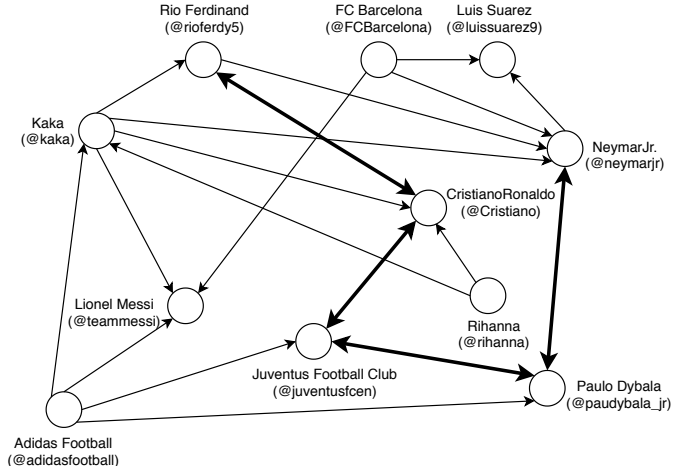 Rio Ferdinand
(@rioferdy5)
FC Barcelona
(@FCBarcelona)
Luis Suarez
(@luissuarez9)
Kaka
(@kaka)
NeymarJr.
(@neymarjr)
CristianoRonaldo
(@Cristiano)
Lionel Messi
(@teammessi)
Rihanna
(@rihanna)
Juventus Football Club
(@juventusfcen)
Paulo Dybala
(@paudybala_jr)
Adidas Football
(@adidasfootball)